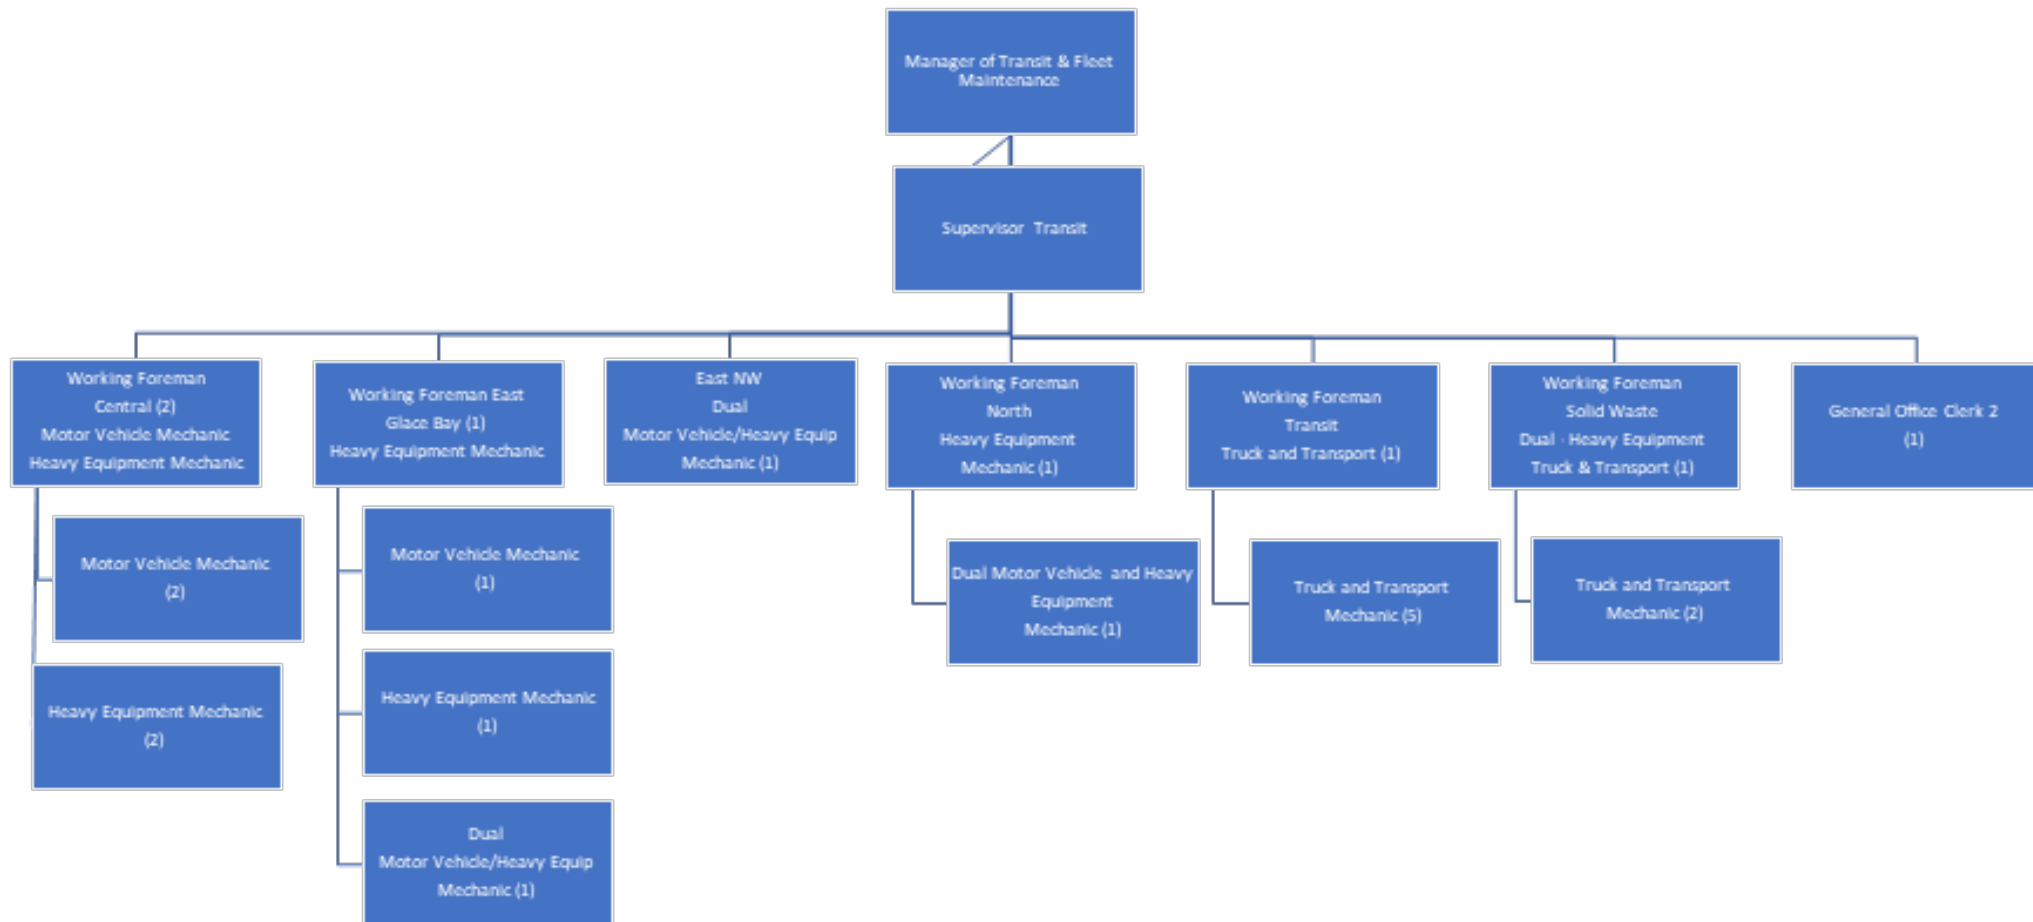 Manager of Transit & Fleet
Maintenance
Supervisor Transit
Working Foreman
Central (2)
Motor Vehicle Mechanic
Heavy Equipment Mechanic
Working Foreman East
Glace Bay (1)
Heavy Equipment Mechanic
East NW
Dual
Motor Vehicle/Heavy Equip
Mechanic (1)
Working Foreman
North
Heavy Equipment
Mechanic (1)
Working Foreman
Transit
Truck and Transport (1)
Working Foreman
Solid Waste
Dual - Heavy Equipment
Truck & Transport (1)
General Office Clerk 2
(1)
Motor Vehicle Mechanic
(2)
Heavy Equipment Mechanic
(2)
Motor Vehicle Mechanic
(1)
Heavy Equipment Mechanic
(1)
Dual
Motor Vehicle/Heavy Equip
Mechanic (1)
Dual Motor Vehicle and Heavy
Equipment
Mechanic (1)
Truck and Transport
Mechanic (5)
Truck and Transport
Mechanic (2)